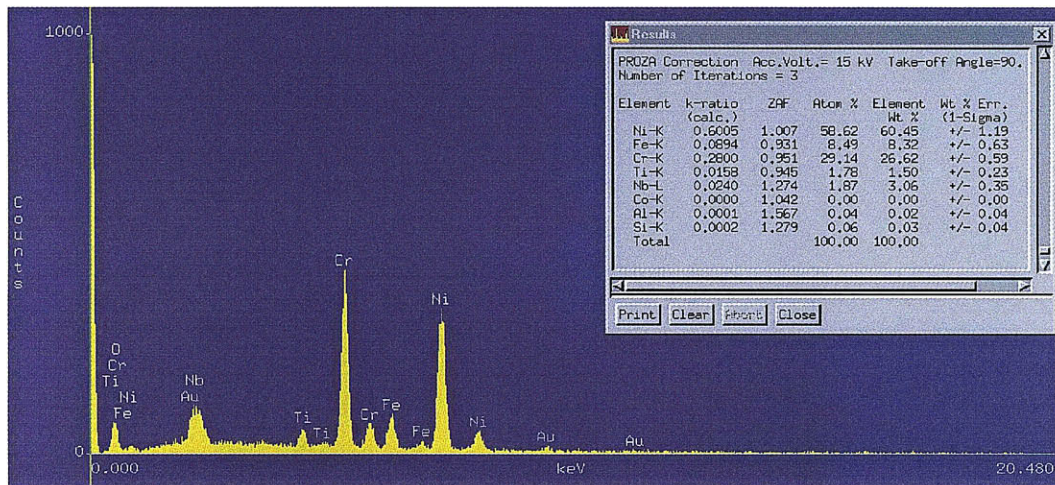 1000
Counts
0
0.000
keV
20.480
O
Cr
Ti
Ni
Fe
Nb
Au
Ti
Ti
Cr
Cr
Fe
Fe
Ni
Ni
Au
Au
Results
PROZA Correction Acc.Volt.= 15 kV Take-off Angle=90.
Number of Iterations = 3
Element k-ratio ZAF Atom % Element Wt % Err.
(calc.) Wt % (1-Sigma)
Ni-K 0.6005 1.007 58.62 60.45 +/- 1.19
Fe-K 0.0894 0.931 8.49 8.32 +/- 0.63
Cr-K 0.2800 0.951 29.14 26.62 +/- 0.59
Ti-K 0.0158 0.945 1.78 1.50 +/- 0.23
Nb-L 0.0240 1.274 1.87 3.06 +/- 0.35
Co-K 0.0000 1.042 0.00 0.00 +/- 0.00
Al-K 0.0001 1.567 0.04 0.02 +/- 0.04
Si-K 0.0002 1.279 0.06 0.03 +/- 0.04
Total 100.00 100.00
Print Clear Abort Close